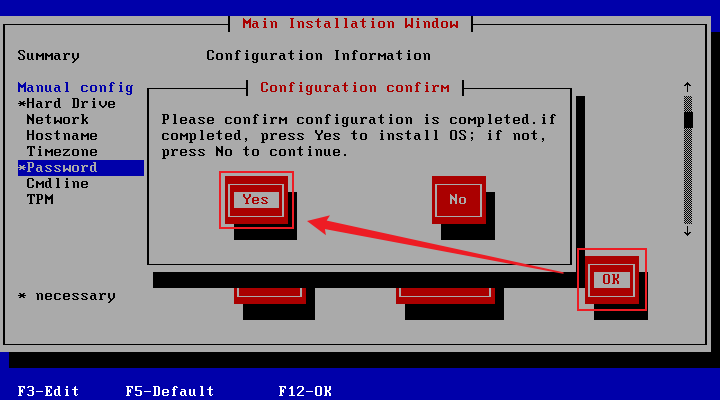 Main Installation Window
Summary
Configuration Information
Manual config
*Hard Drive
Network
Hostname
Timezone
*Password
Cmdline
TPM
Configuration confirm
Please confirm configuration is completed.if
completed, press Yes to install OS; if not,
press No to continue.
Yes
No
OK
* necessary
F3-Edit
F5-Default
F12-OK